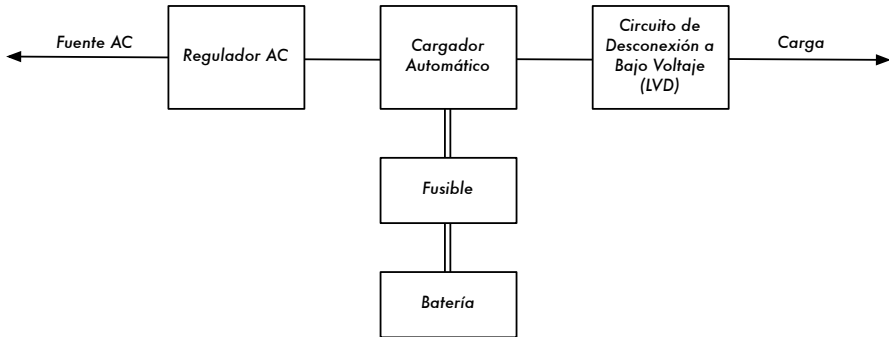 Fuente AC
Regulador AC
Cargador
Automático
Circuito de
Desconexión a
Bajo Voltaje
(LVD)
Carga
Fusible
Batería